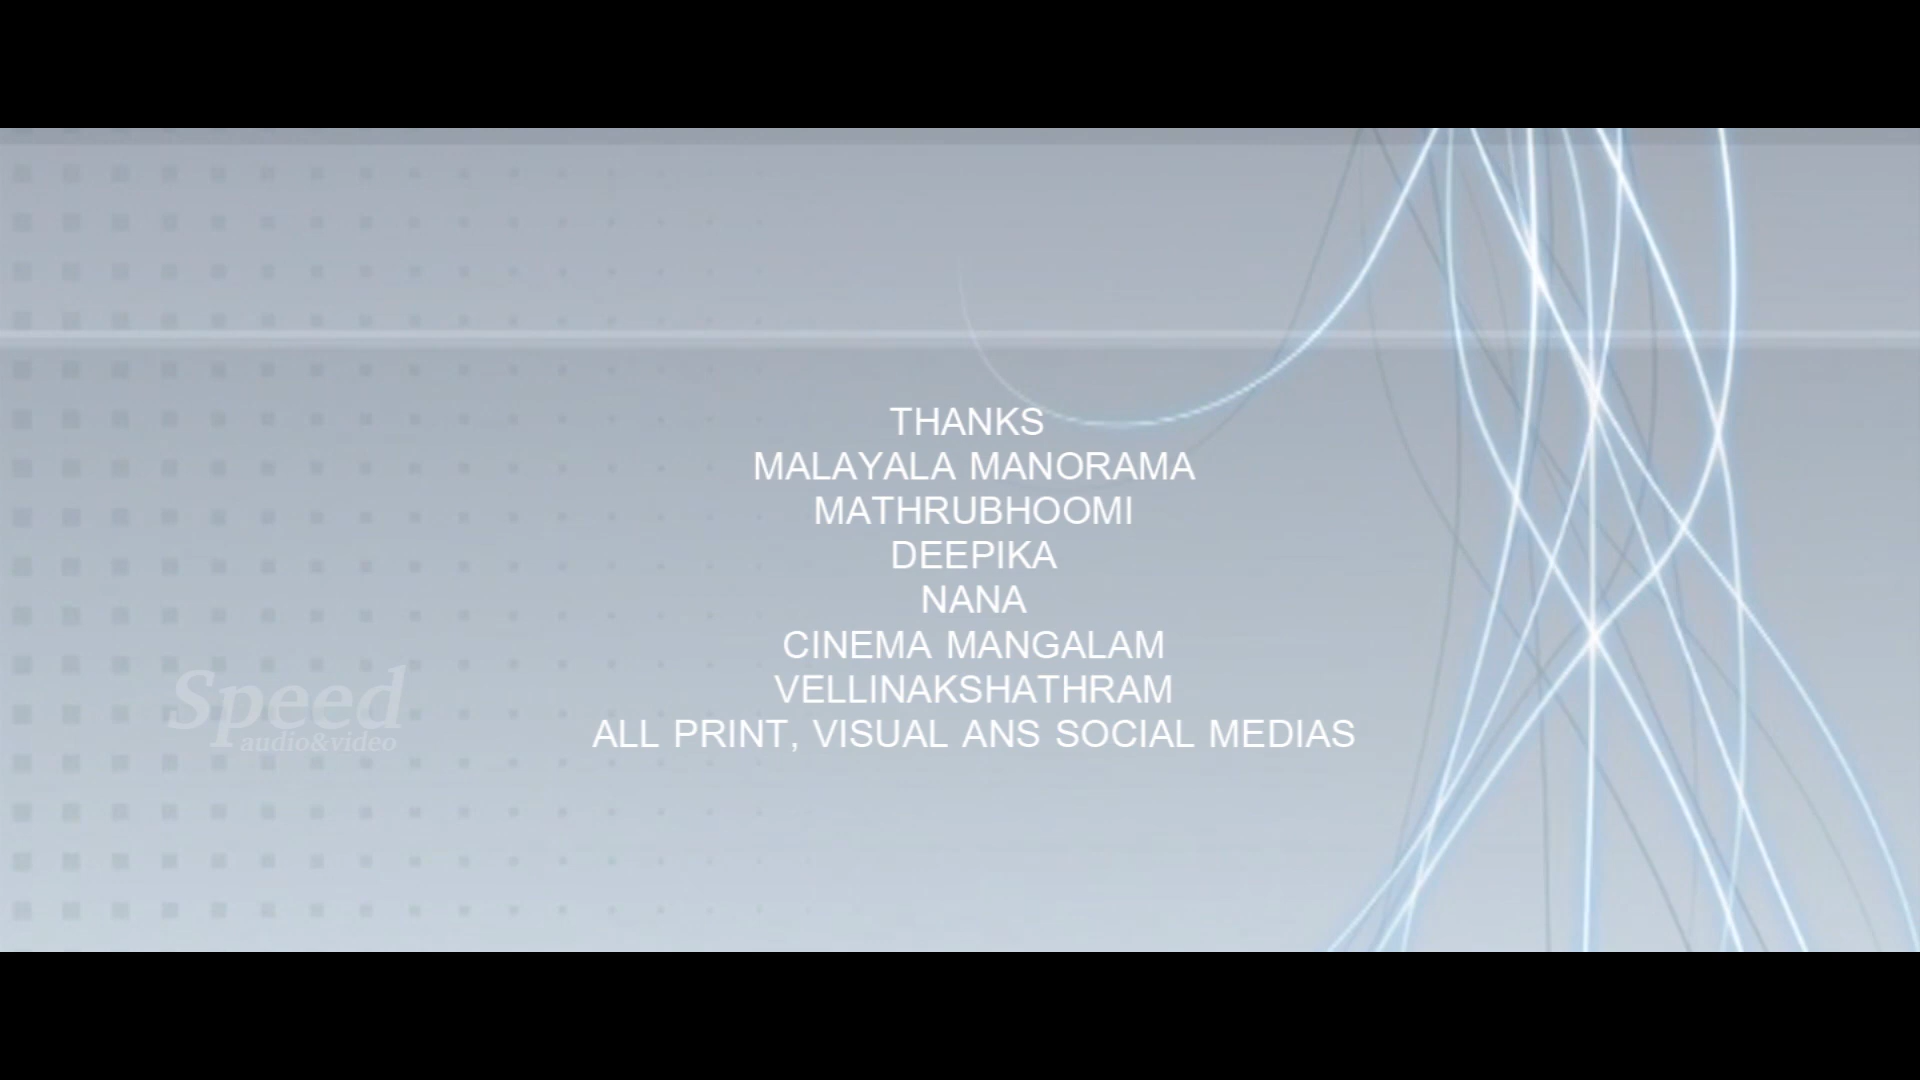 THANKS
MALAYALA MANORAMA
MATHRUBHOOMI
DEEPIKA
NANA
CINEMA MANGALAM
VELLINAKSHATHRAM
ALL PRINT, VISUAL ANS SOCIAL MEDIAS
Speed
audio&video